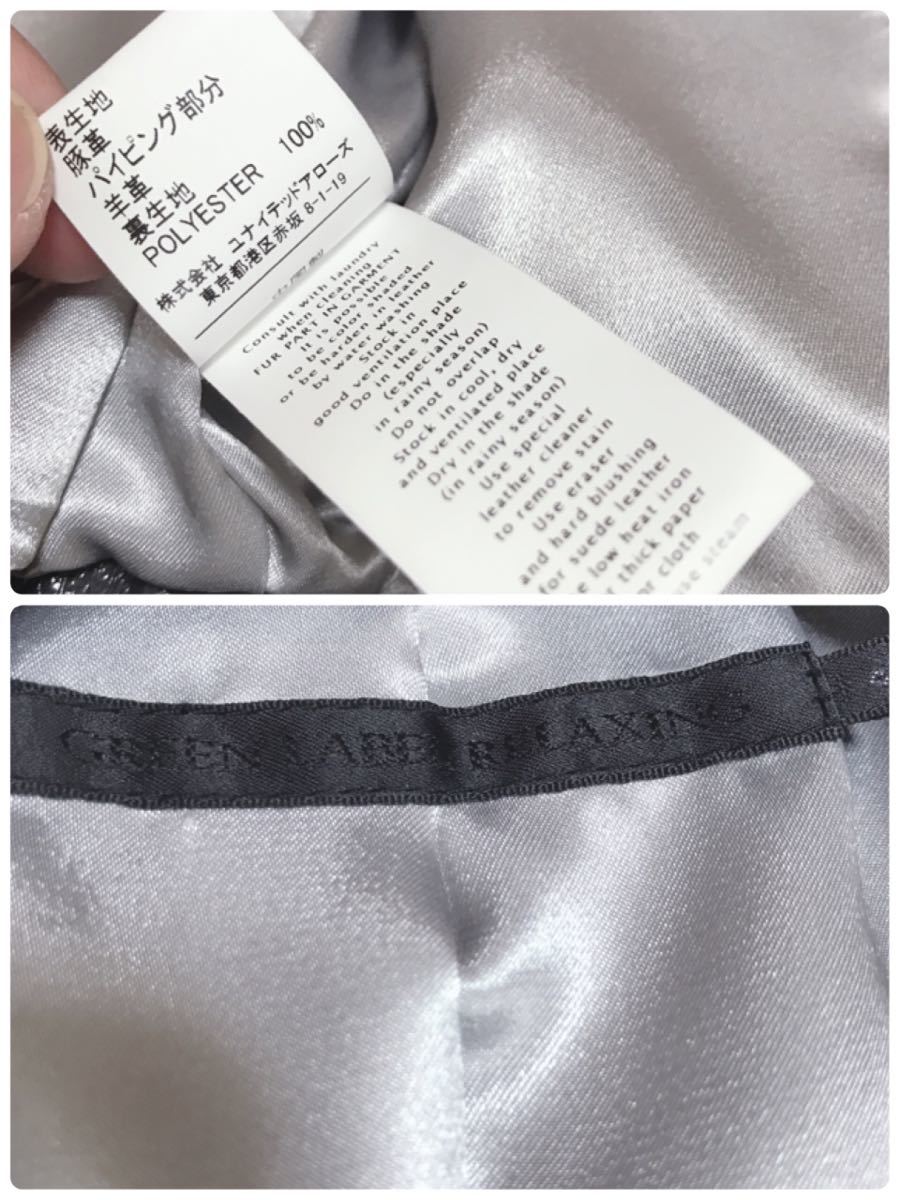 表生地
豚革
パイピング部分
羊革
裏生地
POLYESTER 100%
株式会社 ユナイテッドアローズ
東京都港区赤坂 8-1-19
Consult with laundry
when cleaning
FUR PART IN GARMENT
it is possible
to be color shaded
or be harden in leather
by water washing
Stock in
good ventilation place
Do in the shade
(especially
in rainy season)
Do not overlap
Stock in cool, dry
and ventilated place
Dry in the shade
(in rainy season)
Use special
leather cleaner
to remove stain
Use eraser
and hard blushing
for suede leather
low heat iron
thick paper
cloth
steam
GREEN LABEL RELAXING